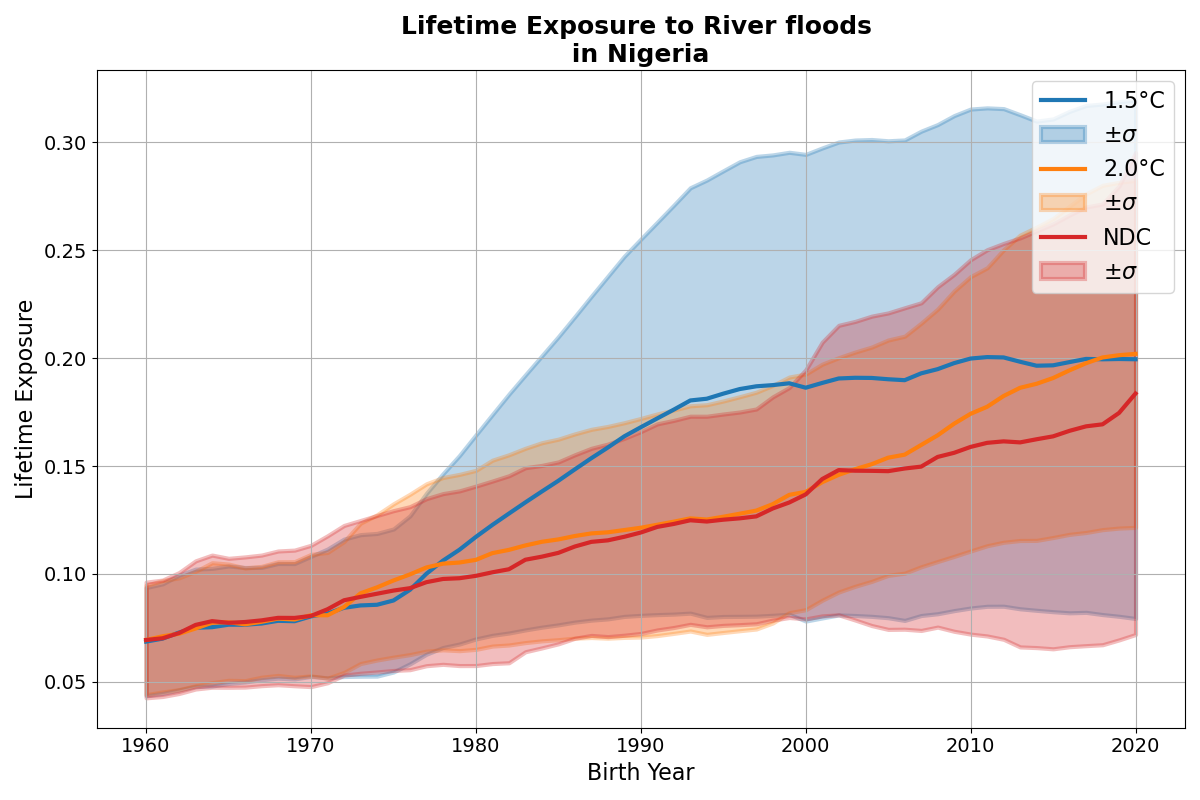 Lifetime Exposure to River floods
in Nigeria
Lifetime Exposure
0.30
0.25
0.20
0.15
0.10
0.05
1.5°C
±σ
2.0°C
±σ
NDC
±σ
1960 1970 1980 1990 2000 2010 2020
Birth Year